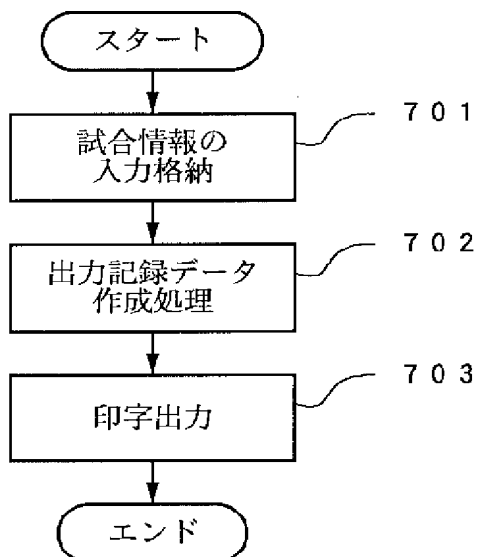 スタート
試合情報の
入力格納
701
出力記録データ
作成処理
702
印字出力
703
エンド